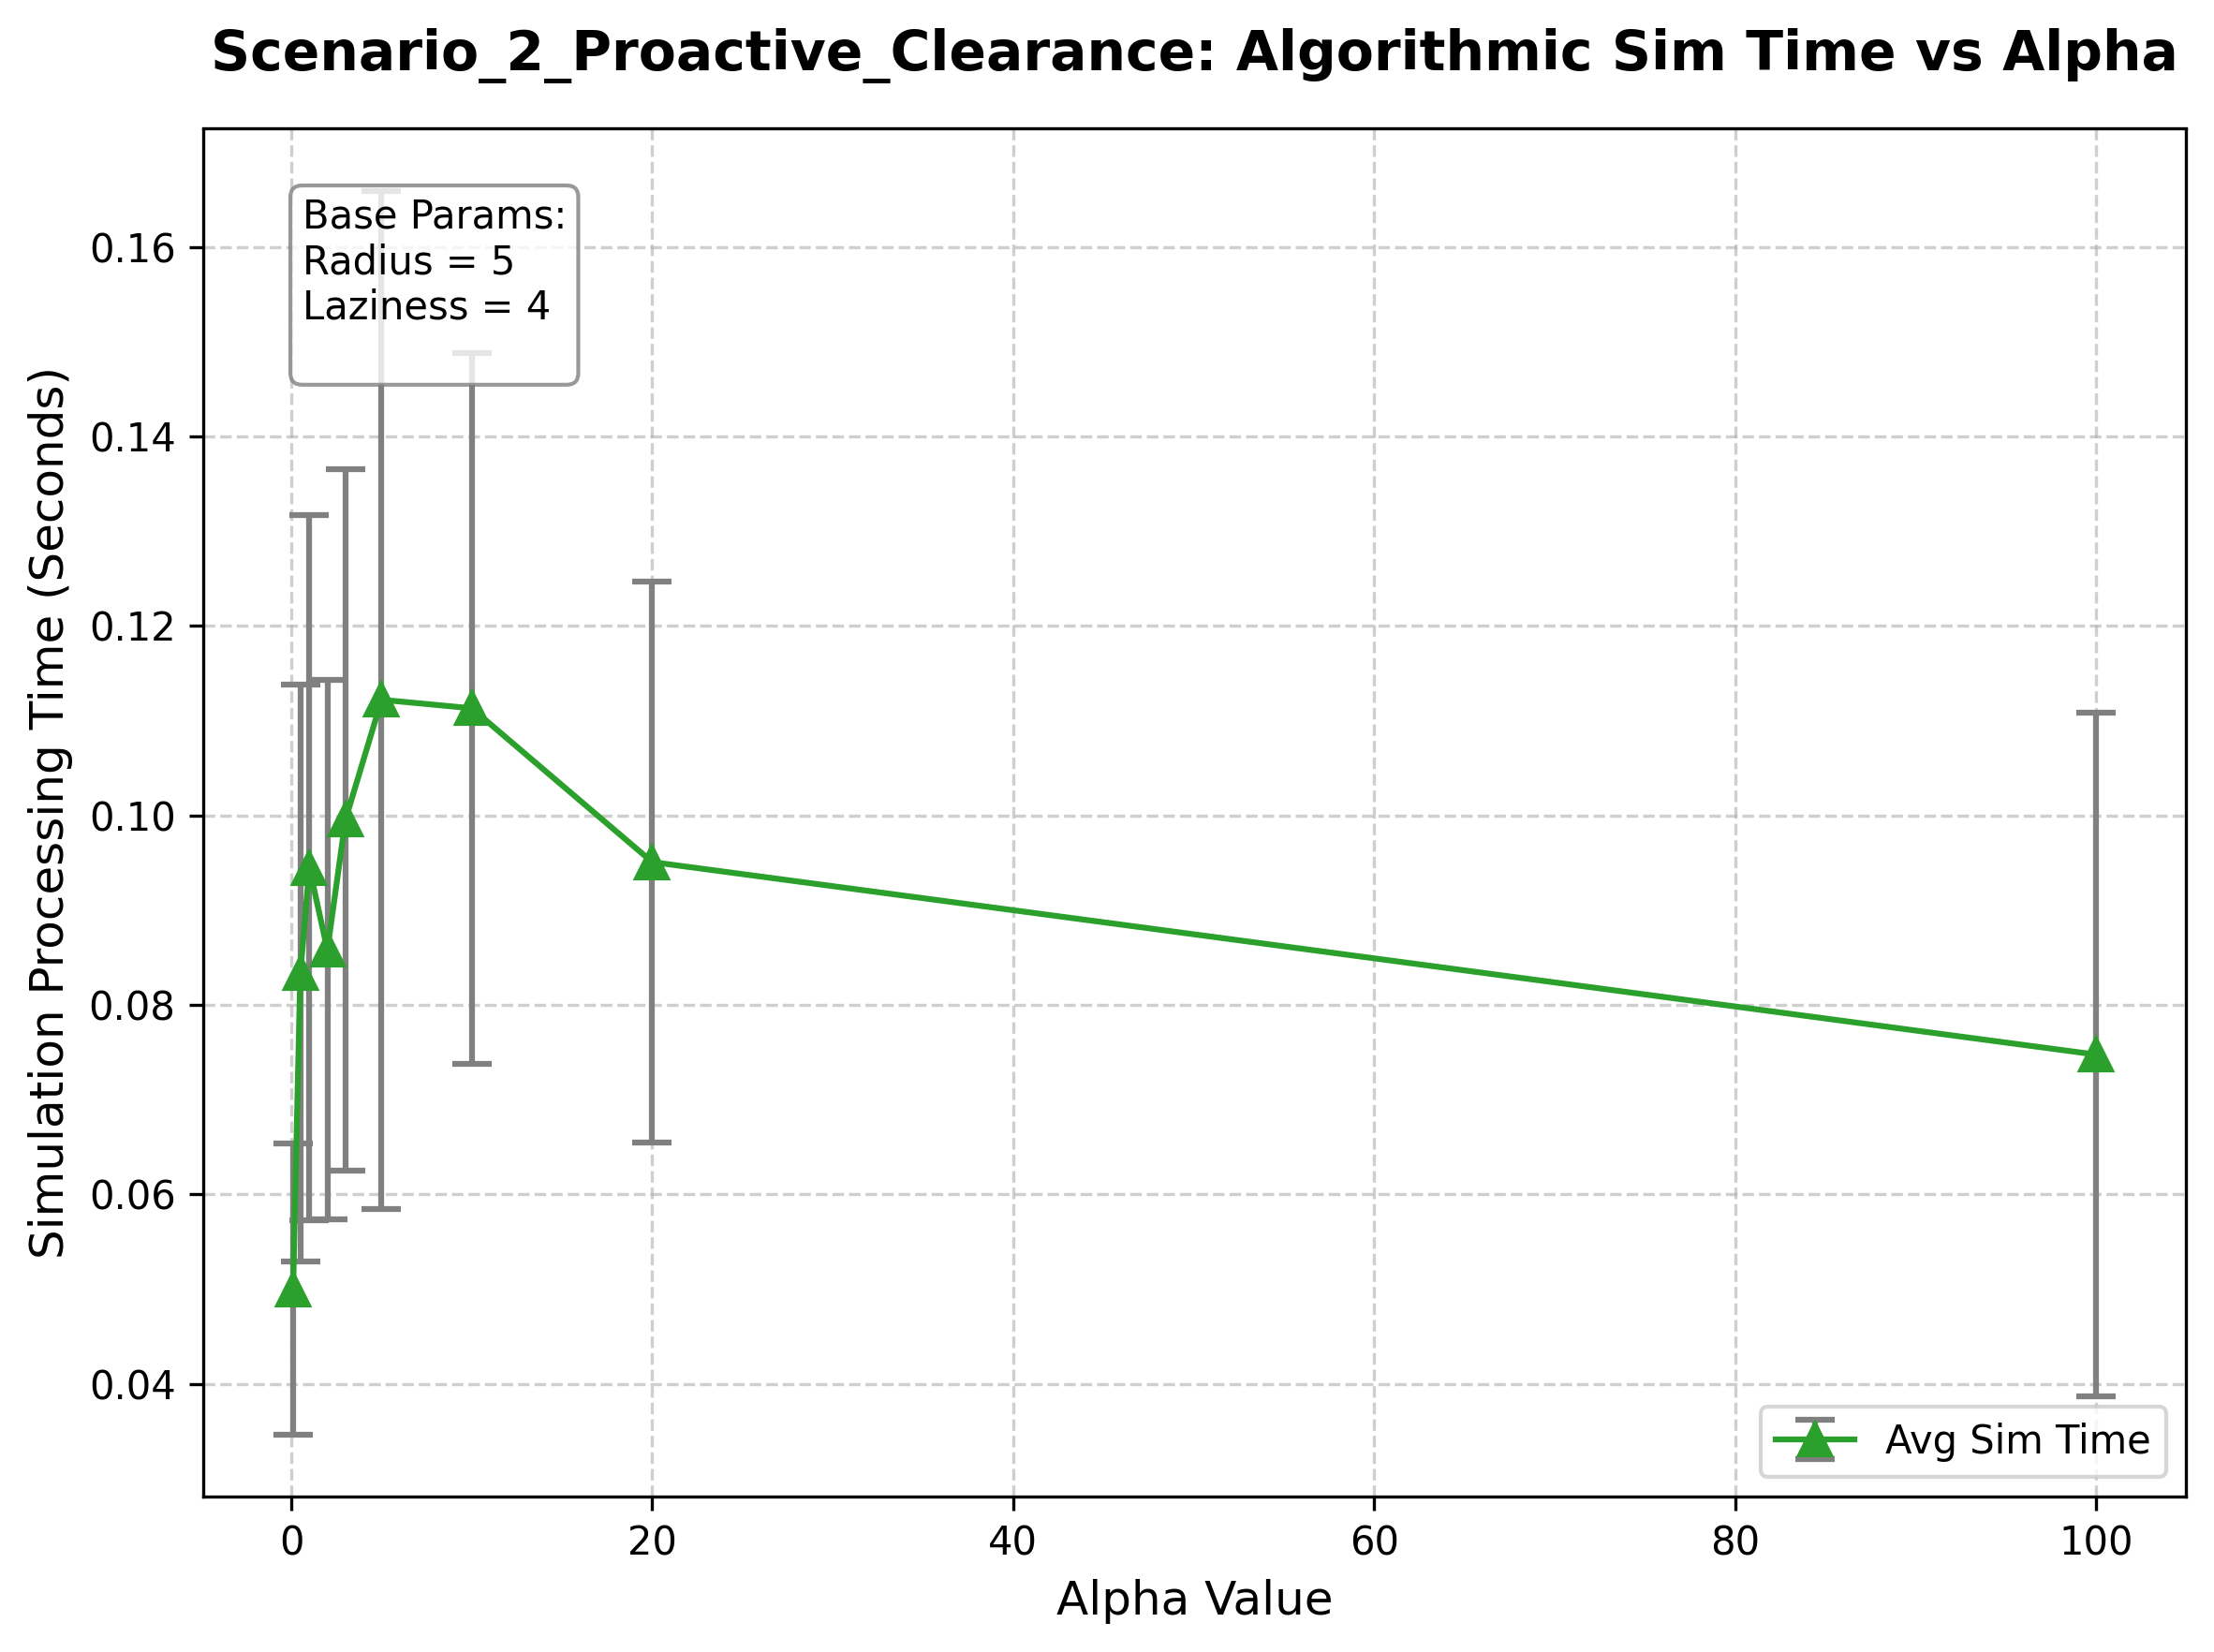 Scenario_2_Proactive_Clearance: Algorithmic Sim Time vs Alpha
Base Params:
Radius = 5
Laziness = 4
Simulation Processing Time (Seconds)
0.16
0.14
0.12
0.10
0.08
0.06
0.04
Avg Sim Time
0 20 40 60 80 100
Alpha Value